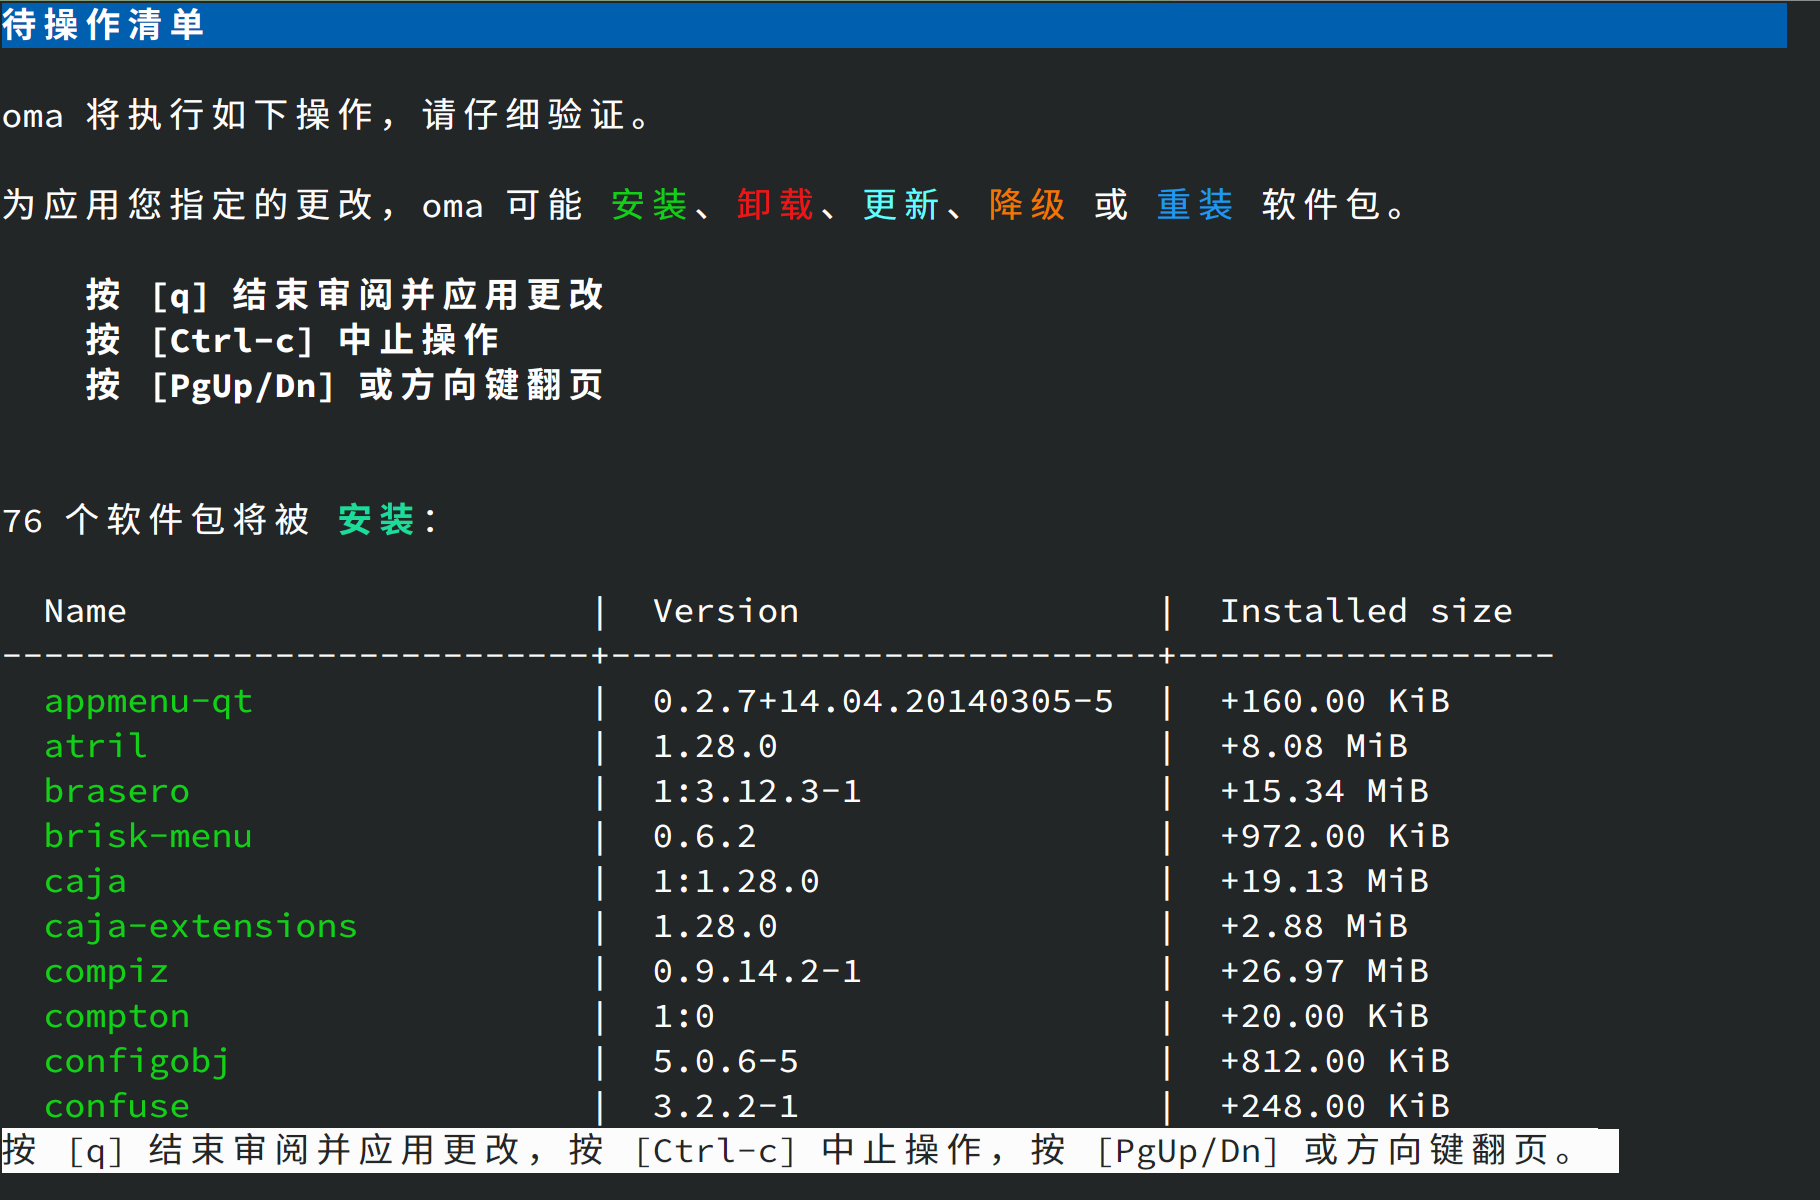 待操作清单
oma 将执行如下操作，请仔细验证。
为应用您指定的更改，oma 可能 安装、卸载、更新、降级 或 重装 软件包。
按 [q] 结束审阅并应用更改
按 [Ctrl-c] 中止操作
按 [PgUp/Dn] 或方向键翻页
76 个软件包将被 安装：
Name | Version | Installed size
----------------------------+--------------------------+------------------
appmenu-qt | 0.2.7+14.04.20140305-5 | +160.00 KiB
atril | 1.28.0 | +8.08 MiB
brasero | 1:3.12.3-1 | +15.34 MiB
brisk-menu | 0.6.2 | +972.00 KiB
caja | 1:1.28.0 | +19.13 MiB
caja-extensions | 1.28.0 | +2.88 MiB
compiz | 0.9.14.2-1 | +26.97 MiB
compton | 1:0 | +20.00 KiB
configobj | 5.0.6-5 | +812.00 KiB
confuse | 3.2.2-1 | +248.00 KiB
按 [q] 结束审阅并应用更改，按 [Ctrl-c] 中止操作，按 [PgUp/Dn] 或方向键翻页。